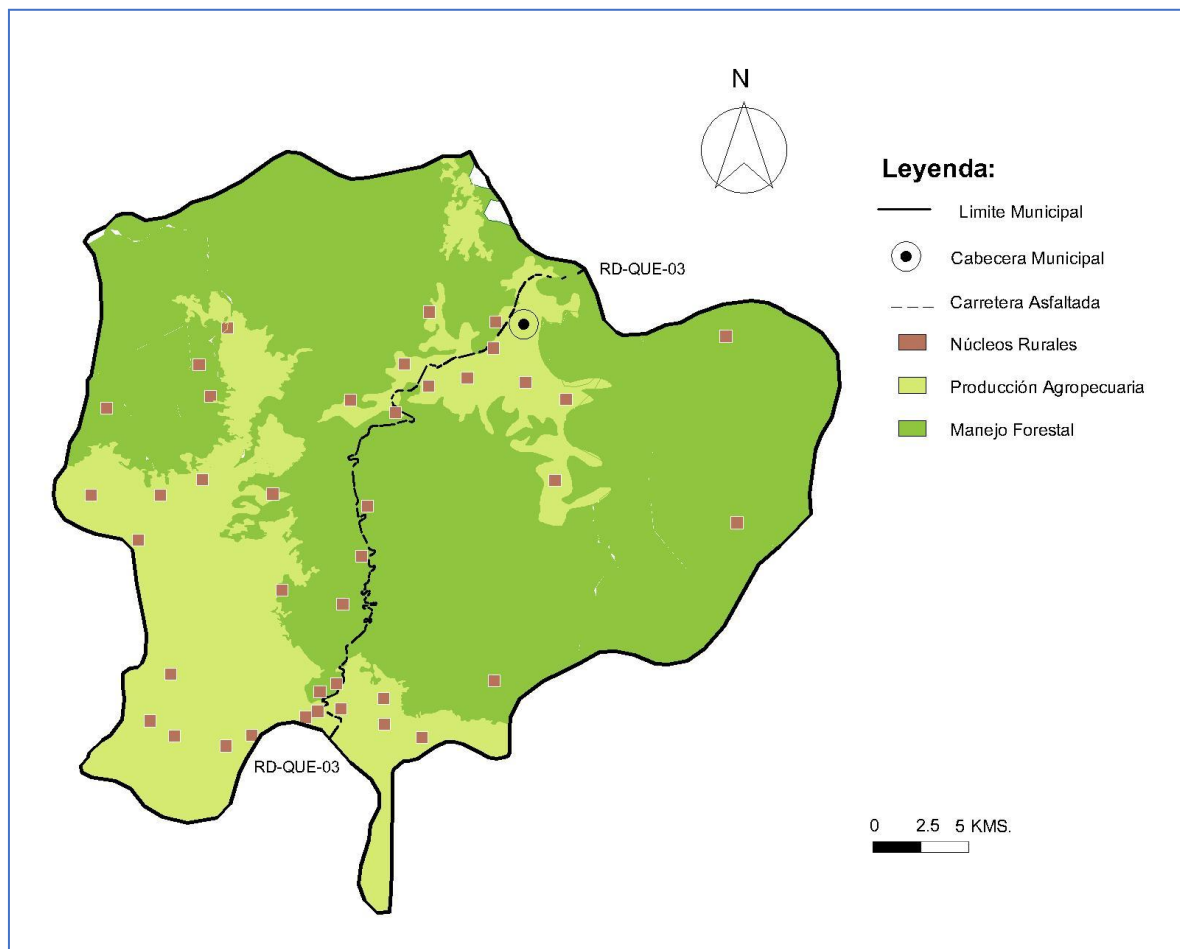 N
Leyenda:
Limite Municipal
RD-QUE-03
Cabecera Municipal
Carretera Asfaltada
Núcleos Rurales
Producción Agropecuaria
Manejo Forestal
RD-QUE-03
0 2.5 5 KMS.